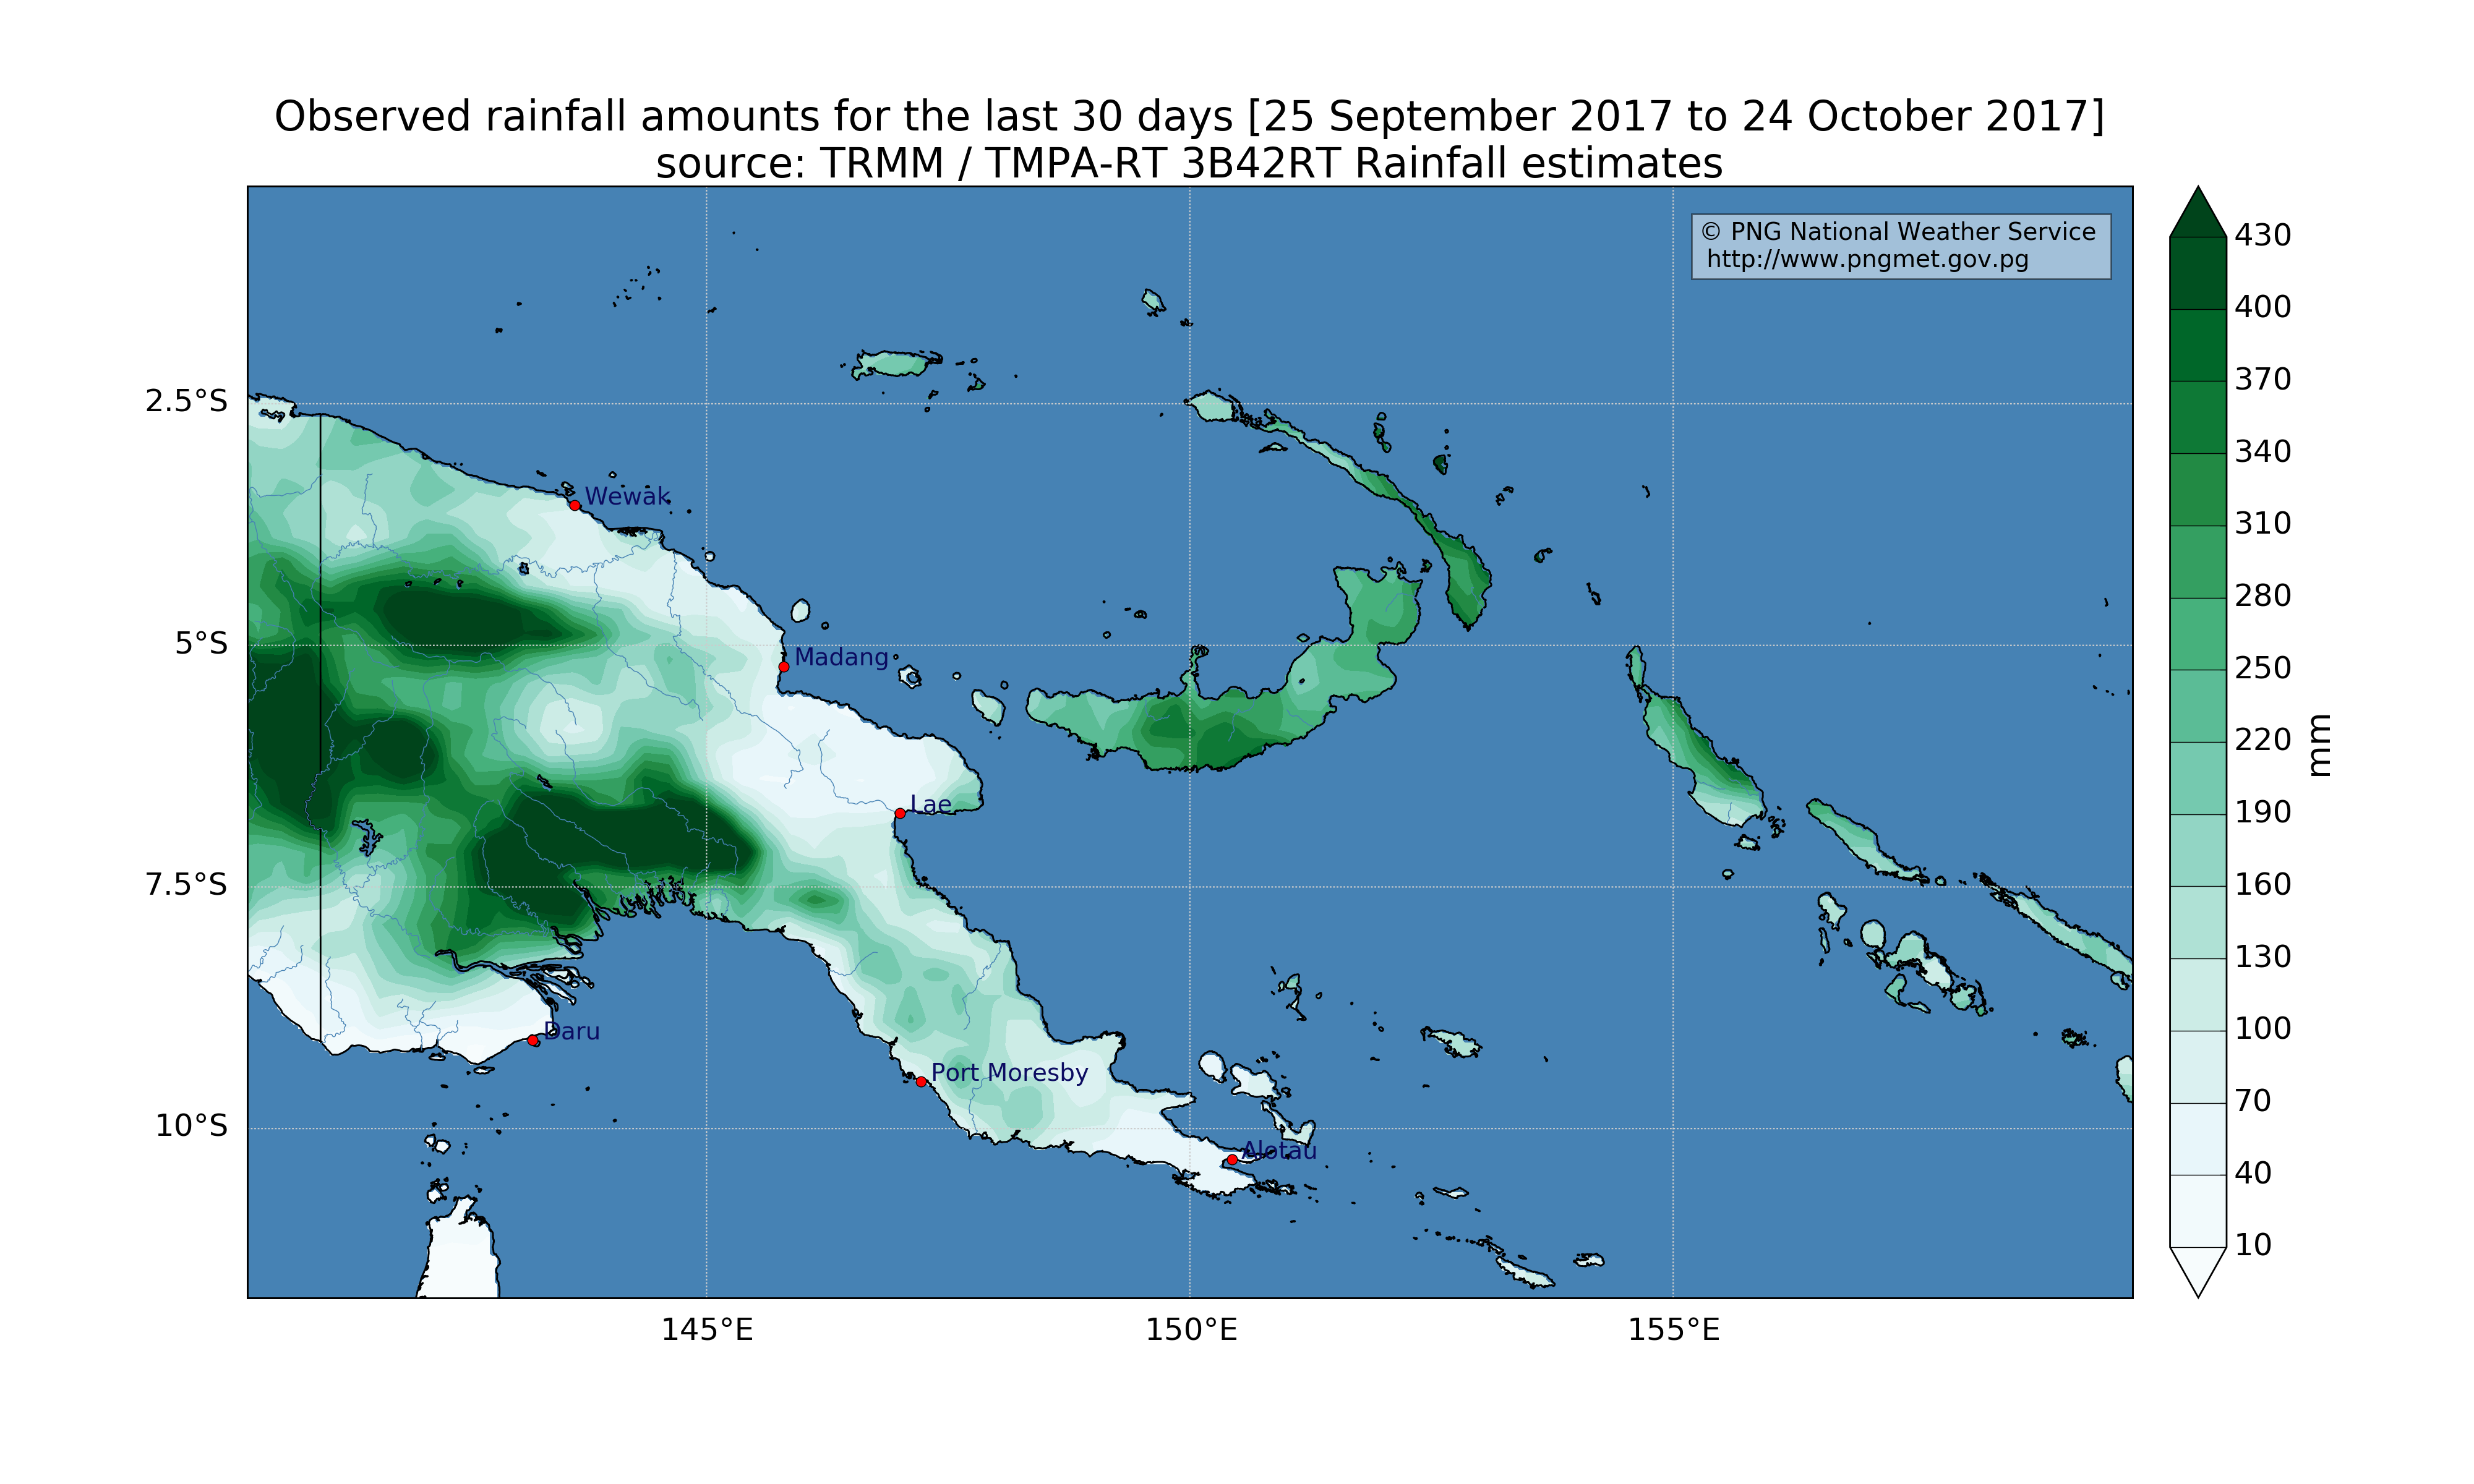 Observed rainfall amounts for the last 30 days [25 September 2017 to 24 October 2017]
source: TRMM / TMPA-RT 3B42RT Rainfall estimates
© PNG National Weather Service
http://www.pngmet.gov.pg
2.5°S
5°S
7.5°S
10°S
Wewak
Madang
Lae
Daru
Port Moresby
Alotau
145°E
150°E
155°E
430
400
370
340
310
280
250
220
190
160
130
100
70
40
10
mm